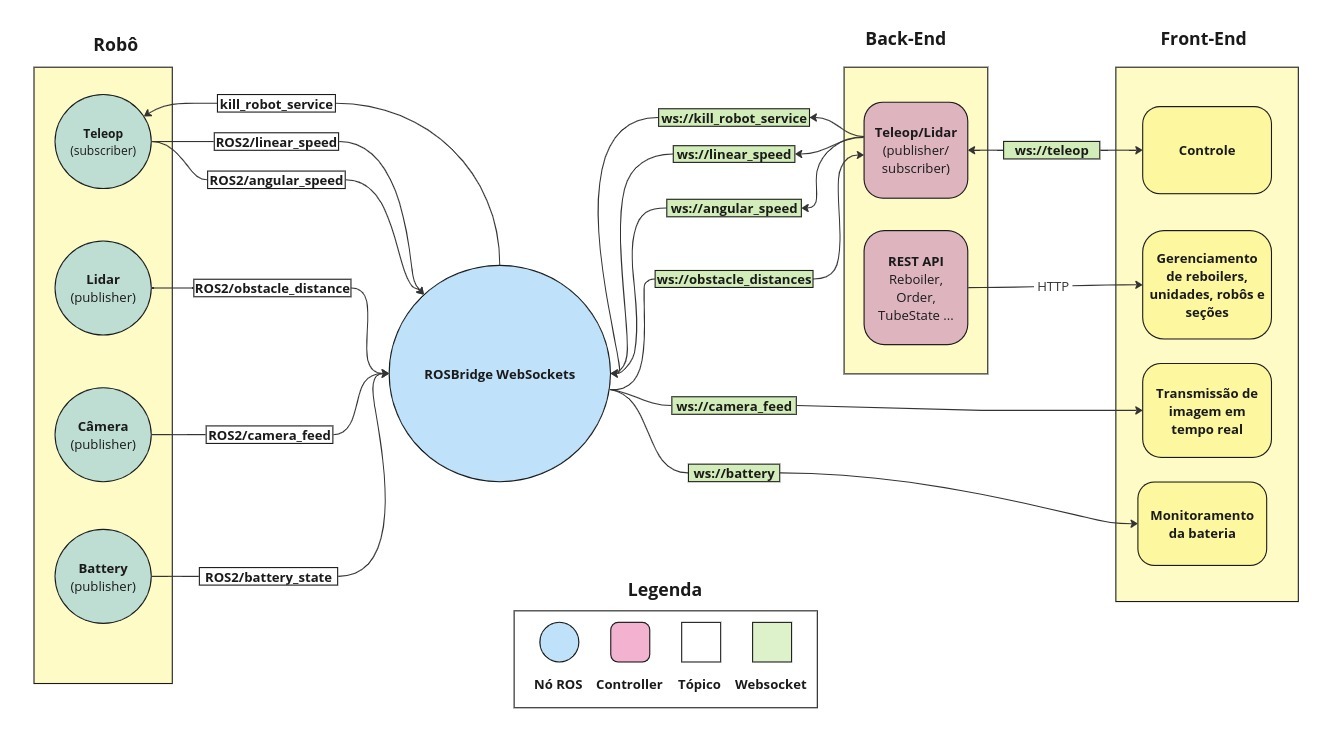 Robô
Teleop
(subscriber)
Lidar
(publisher)
Câmera
(publisher)
Battery
(publisher)
kill_robot_service
ROS2/linear_speed
ROS2/angular_speed
ROS2/obstacle_distance
ROS2/camera_feed
ROS2/battery_state
ROSBridge WebSockets
ws://kill_robot_service
ws://linear_speed
ws://angular_speed
ws://obstacle_distances
ws://camera_feed
ws://battery
Back-End
Teleop/Lidar
(publisher/
subscriber)
REST API
Reboiler,
Order,
TubeState ...
ws://teleop
HTTP
Front-End
Controle
Gerenciamento
de reboilers,
unidades, robôs e
seções
Transmissão de
imagem em
tempo real
Monitoramento
da bateria
Legenda
Nó ROS
Controller
Tópico
Websocket